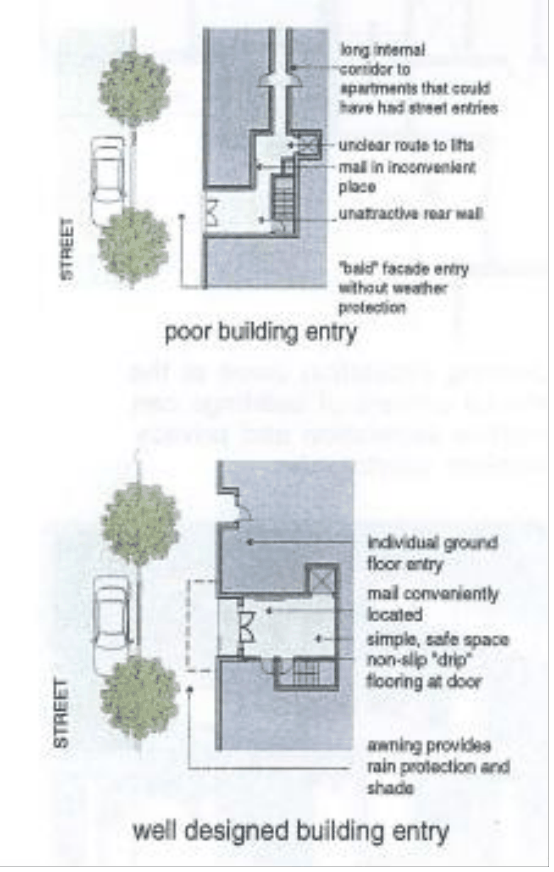 long internal
corridor to
apartments that could
have had street entries
unclear route to lifts
mail in inconvenient
place
unattractive rear wall
STREET
"bald" facade entry
without weather
protection
poor building entry
individual ground
floor entry
mail conveniently
located
simple, safe space
non-slip "drip"
flooring at door
STREET
awning provides
rain protection and
shade
well designed building entry